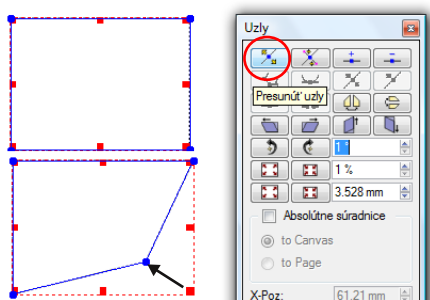 Uzly
Presunúť uzly
1 °
1 %
3.528 mm
Absolútne súradnice
to Canvas
to Page
X-Poz:
61.21 mm